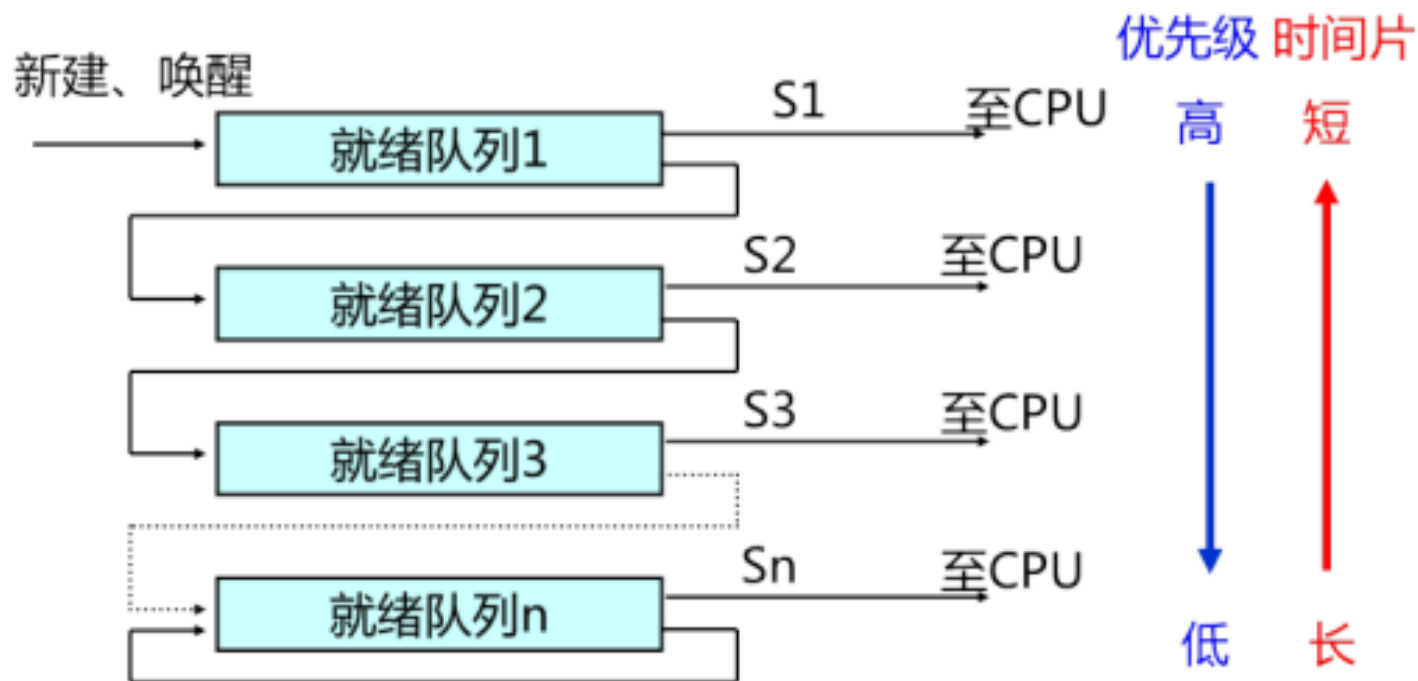 优先级 时间片
新建、唤醒
S1 至CPU 高 短
就绪队列1
S2 至CPU
就绪队列2
S3 至CPU
就绪队列3
Sn 至CPU
就绪队列n
低 长